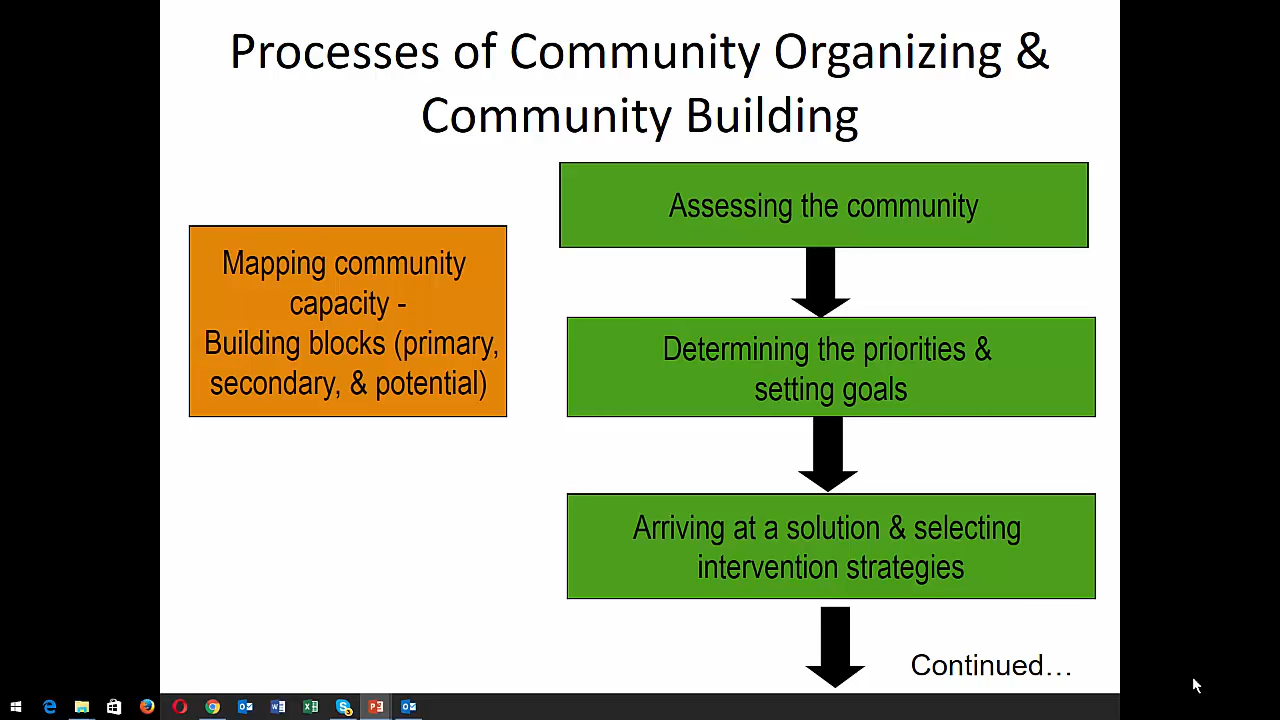 Processes of Community Organizing &
Community Building
Assessing the community
Mapping community
capacity -
Building blocks (primary,
secondary, & potential)
Determining the priorities &
setting goals
Arriving at a solution & selecting
intervention strategies
Continued...